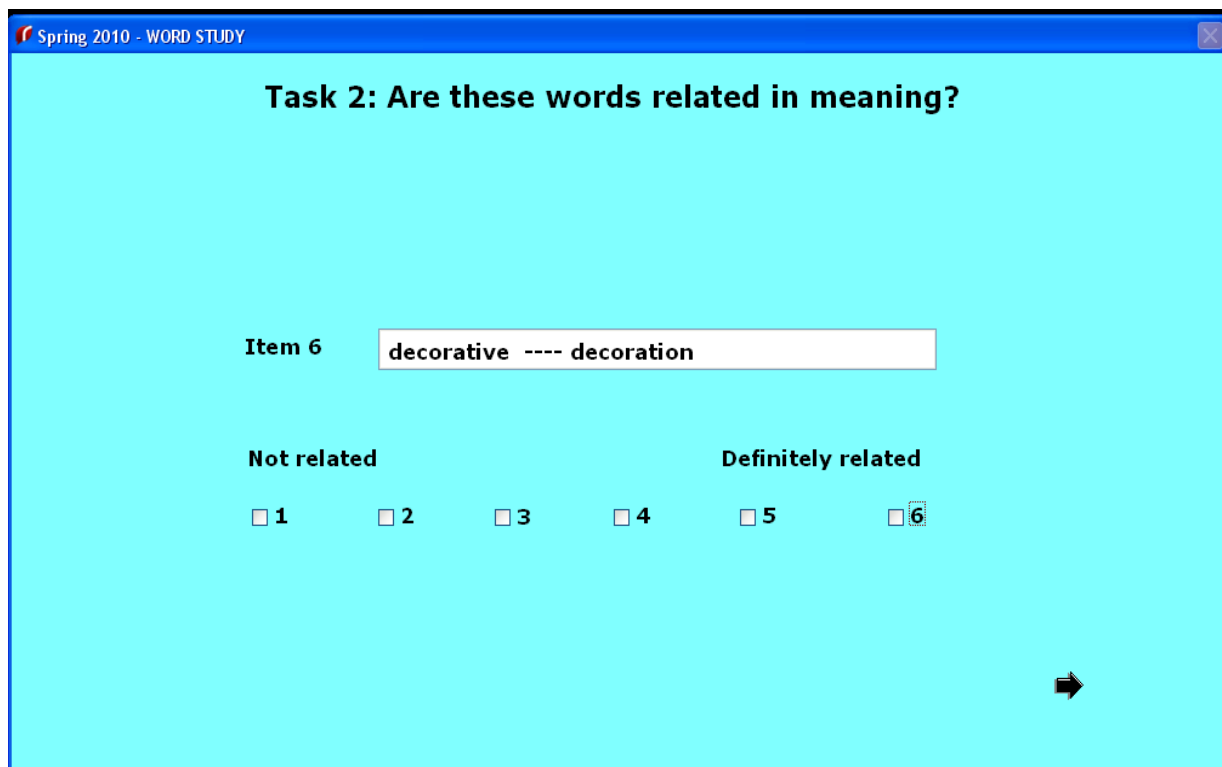 Spring 2010 - WORD STUDY
Task 2: Are these words related in meaning?
Item 6 decorative ---- decoration
Not related Definitely related
1 2 3 4 5 6